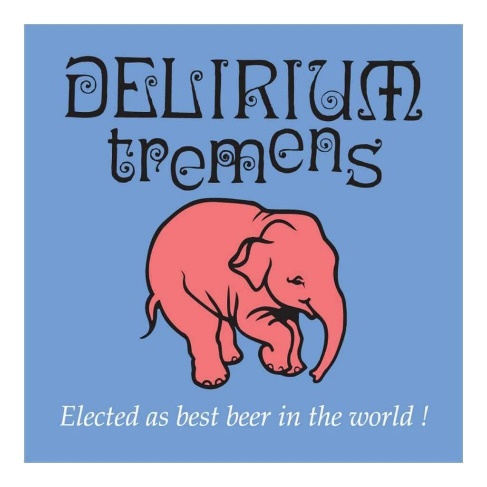 DELIRIUM
tremens
Elected as best beer in the world !